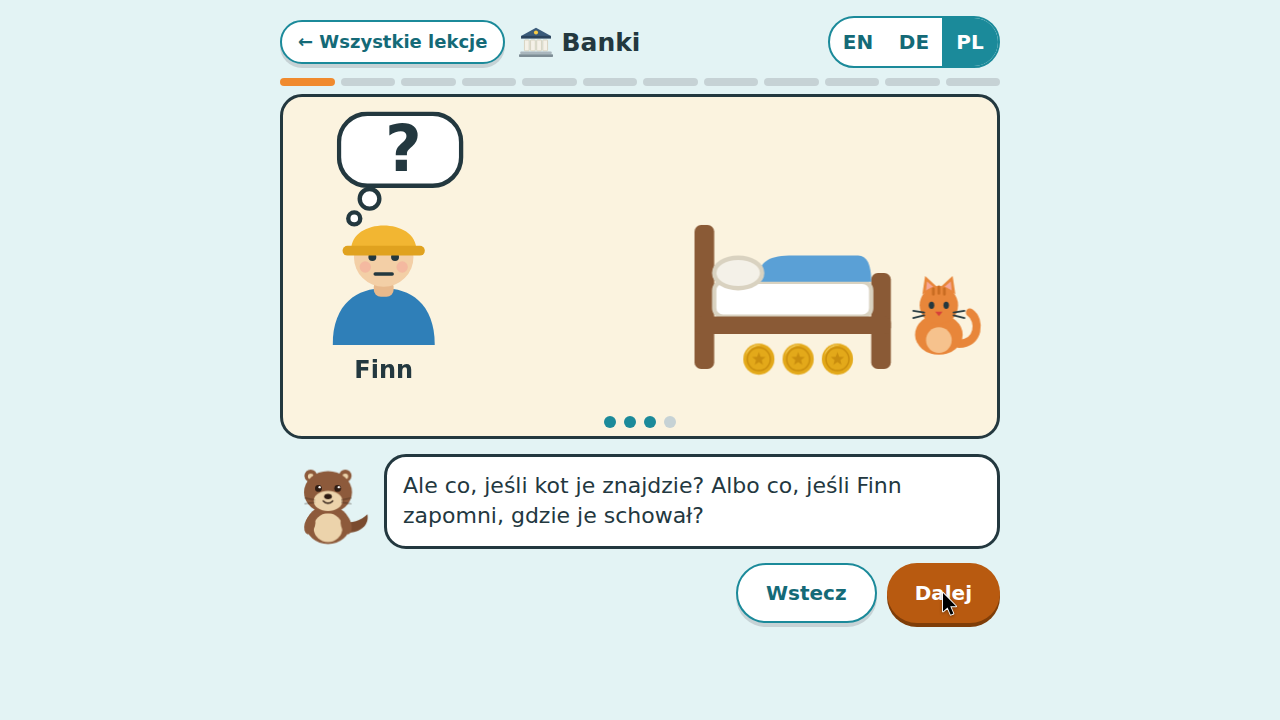 ← Wszystkie lekcje
Banki
EN DE PL
?
Finn
Ale co, jeśli kot je znajdzie? Albo co, jeśli Finn
zapomni, gdzie je schował?
Wstecz
Dalej